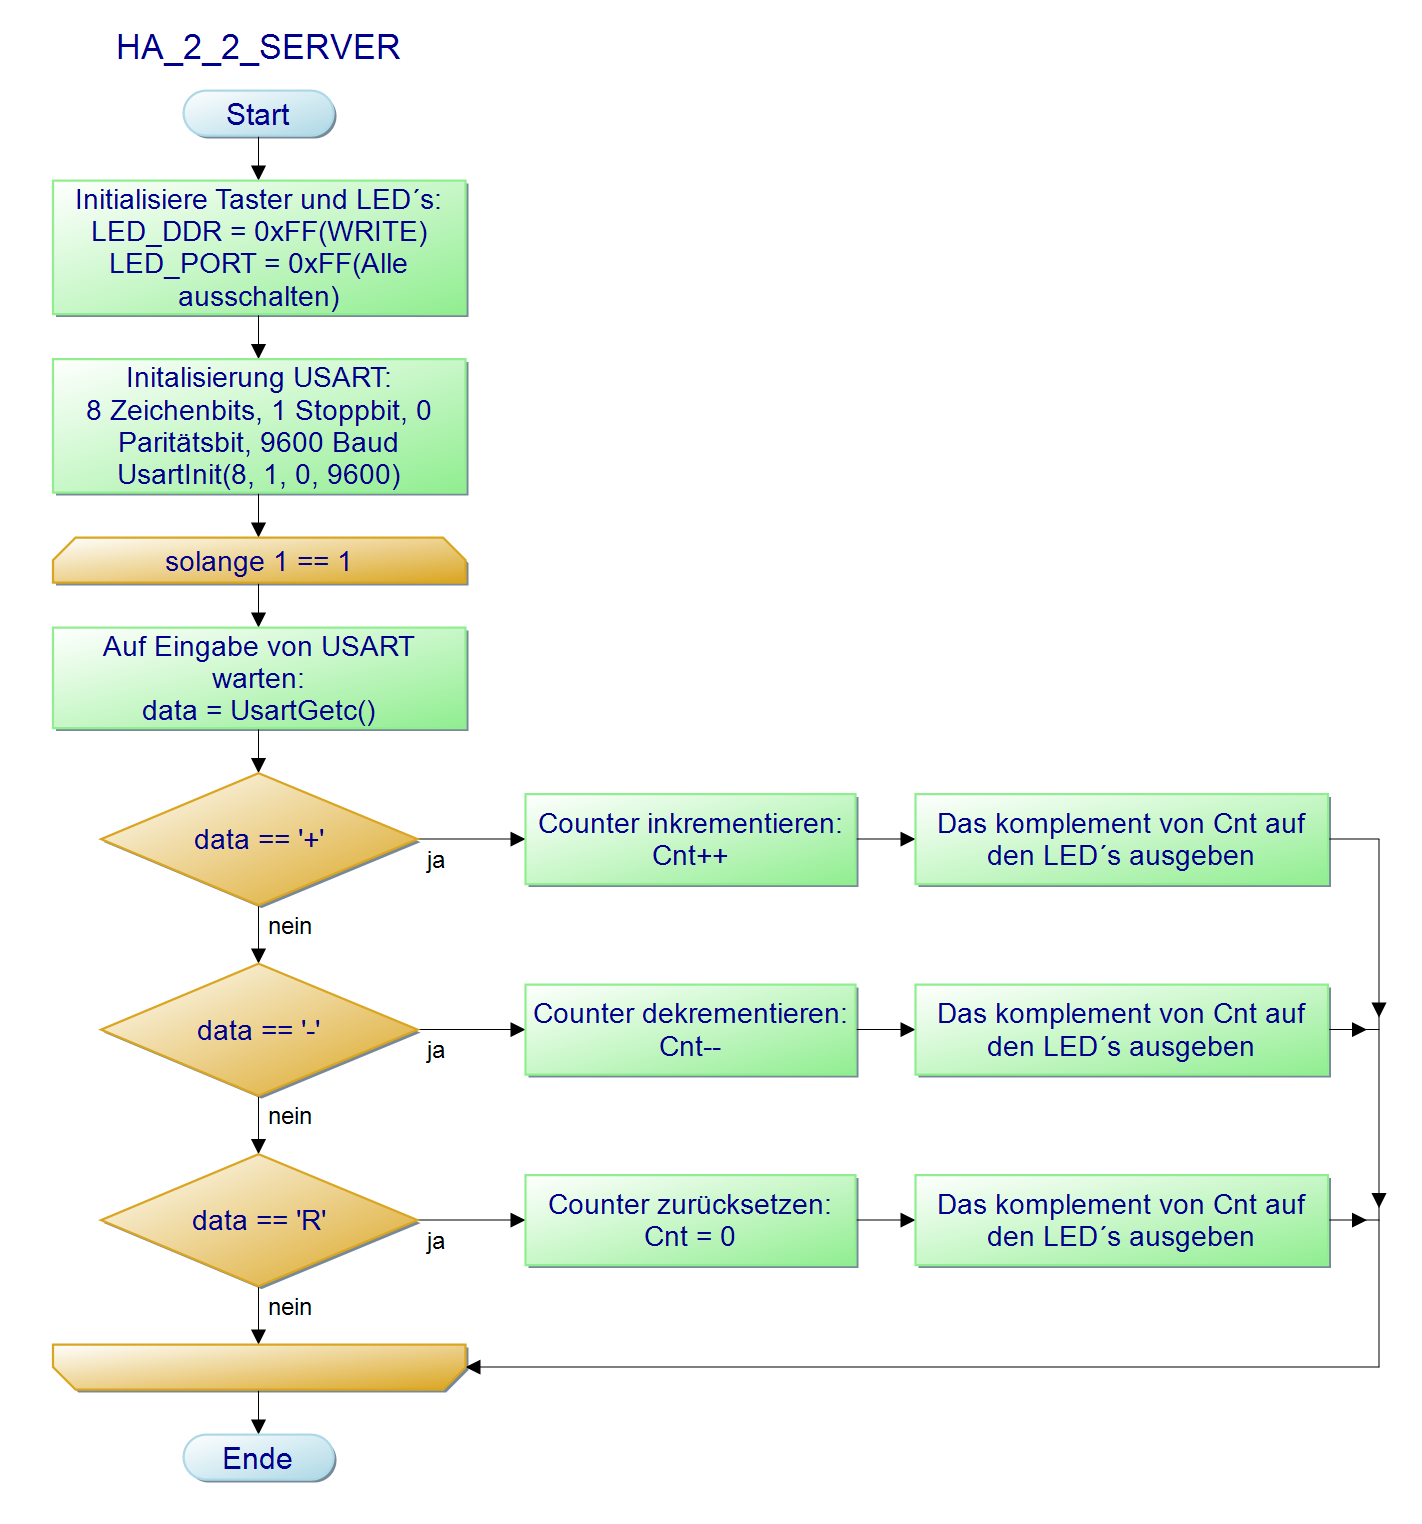 HA_2_2_SERVER
Start
Initialisiere Taster und LED´s:
LED_DDR = 0xFF(WRITE)
LED_PORT = 0xFF(Alle
ausschalten)
Initalisierung USART:
8 Zeichenbits, 1 Stoppbit, 0
Paritätsbit, 9600 Baud
UsartInit(8, 1, 0, 9600)
solange 1 == 1
Auf Eingabe von USART
warten:
data = UsartGetc()
data == '+'
ja
Counter inkrementieren:
Cnt++
Das komplement von Cnt auf
den LED´s ausgeben
nein
data == '-'
ja
Counter dekrementieren:
Cnt--
Das komplement von Cnt auf
den LED´s ausgeben
nein
data == 'R'
ja
Counter zurücksetzen:
Cnt = 0
Das komplement von Cnt auf
den LED´s ausgeben
nein
Ende